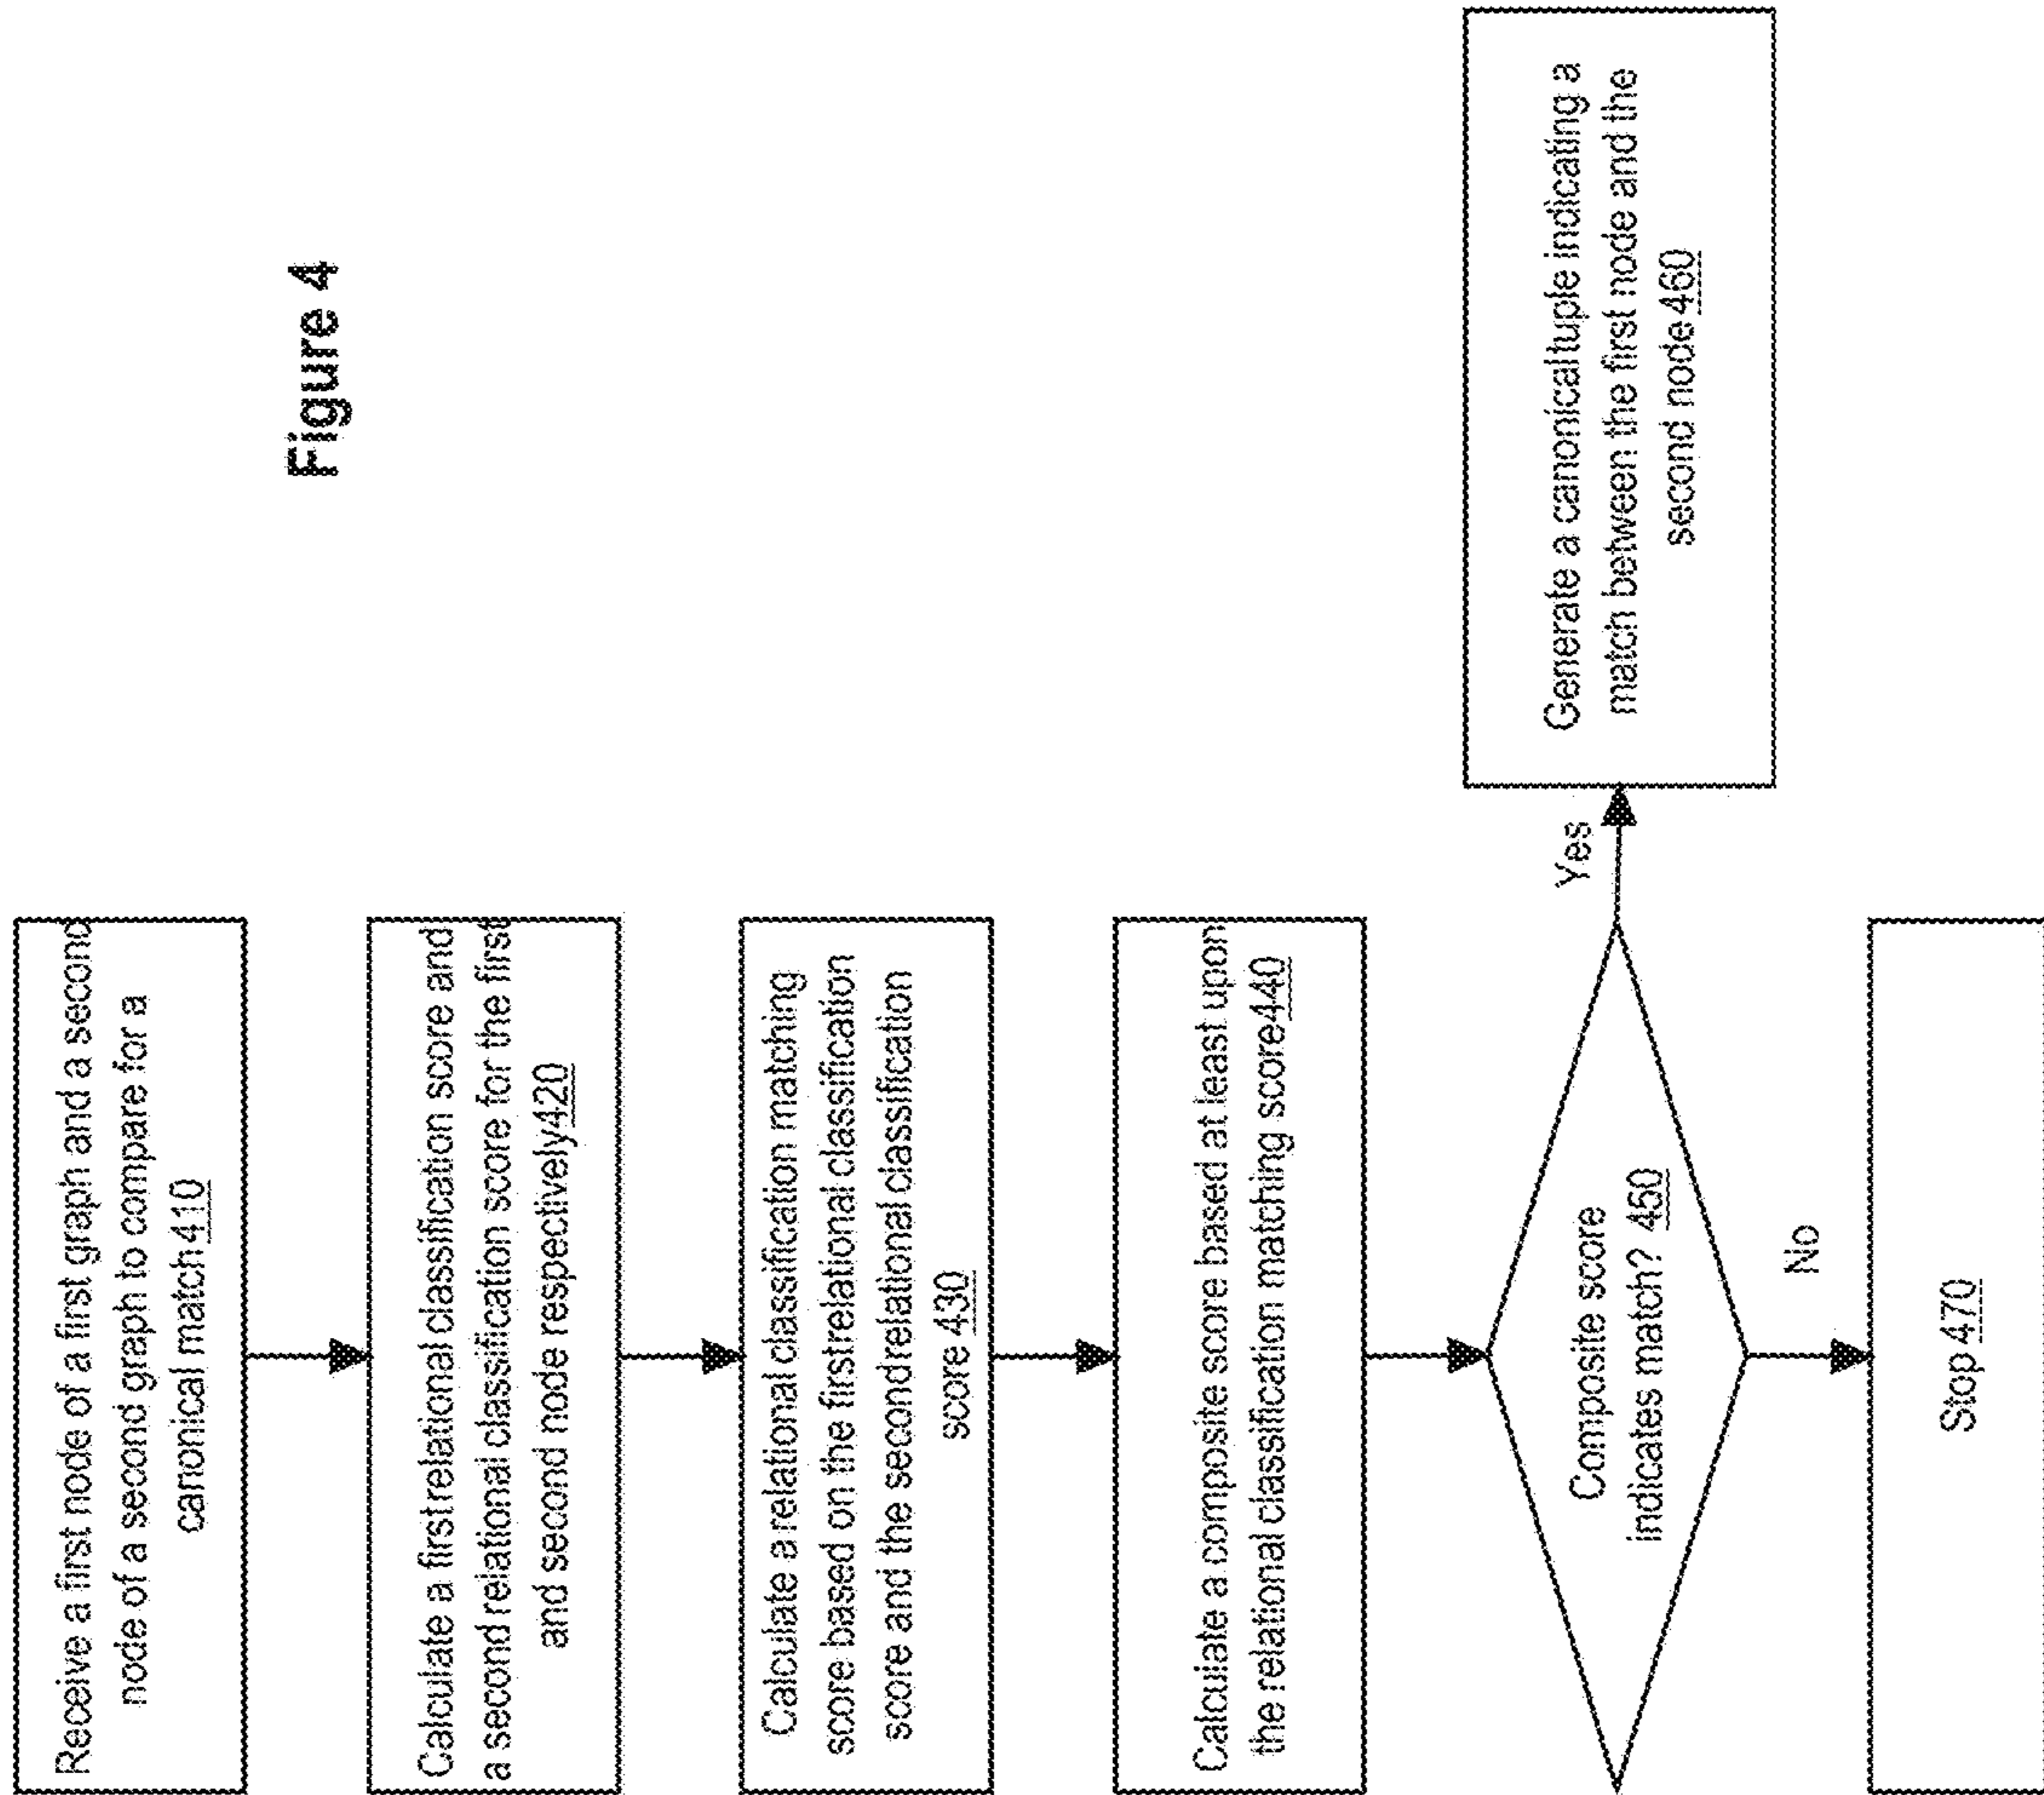 Figure 4
Receive a first node of a first graph and a second
node of a second graph to compare for a
canonical match 410
Calculate a first relational classification score and
a second relational classification score for the first
and second node respectively 420
Calculate a relational classification matching
score based on the first relational classification
score and the second relational classification
score 430
Calculate a composite score based at least upon
the relational classification matching score 440
Composite score
indicates match? 450
Yes
Generate a canonical tuple indicating a
match between the first node and the
second node 460
No
Stop 470